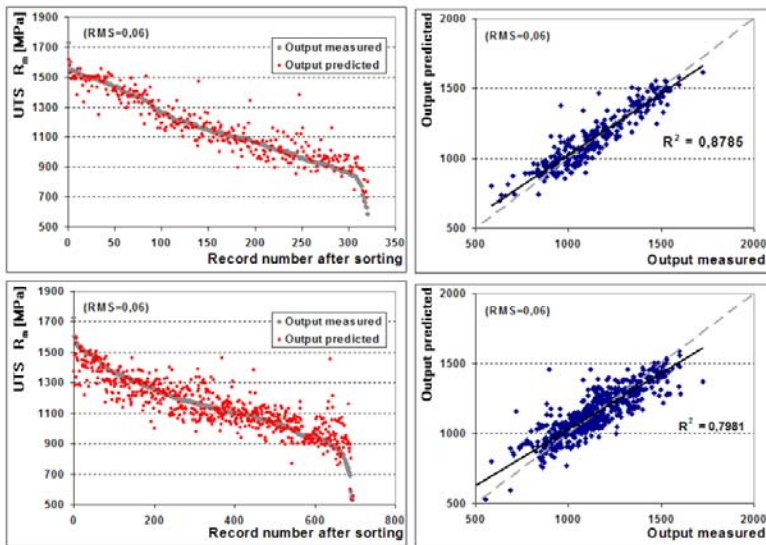 UTS Rm [MPa]
1900
1700
1500
1300
1100
900
700
500
(RMS=0,06)
Output measured
Output predicted
0 50 100 150 200 250 300 350
Record number after sorting
Output predicted
2000
1500
1000
500
(RMS=0,06)
R² = 0,8785
500 1000 1500 2000
Output measured
UTS Rm [MPa]
1900
1700
1500
1300
1100
900
700
500
(RMS=0,06)
Output measured
Output predicted
0 200 400 600 800
Record number after sorting
Output predicted
2000
1500
1000
500
(RMS=0,06)
R² = 0,7981
500 1000 1500 2000
Output measured